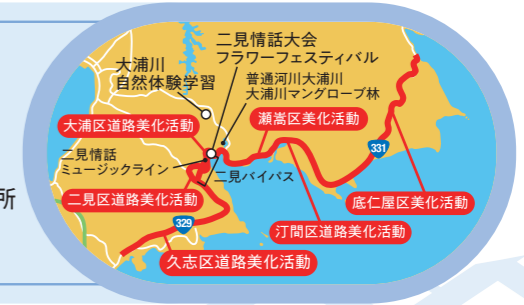 二見情話大会
フラワーフェスティバル
大浦川
自然体験学習
普通河川大浦川
大浦川マングローブ林
大浦区道路美化活動
瀬嵩区美化活動
二見情話
ミュージックライン
331
二見バイパス
所
二見区道路美化活動
底仁屋区美化活動
329
汀間区道路美化活動
久志区道路美化活動